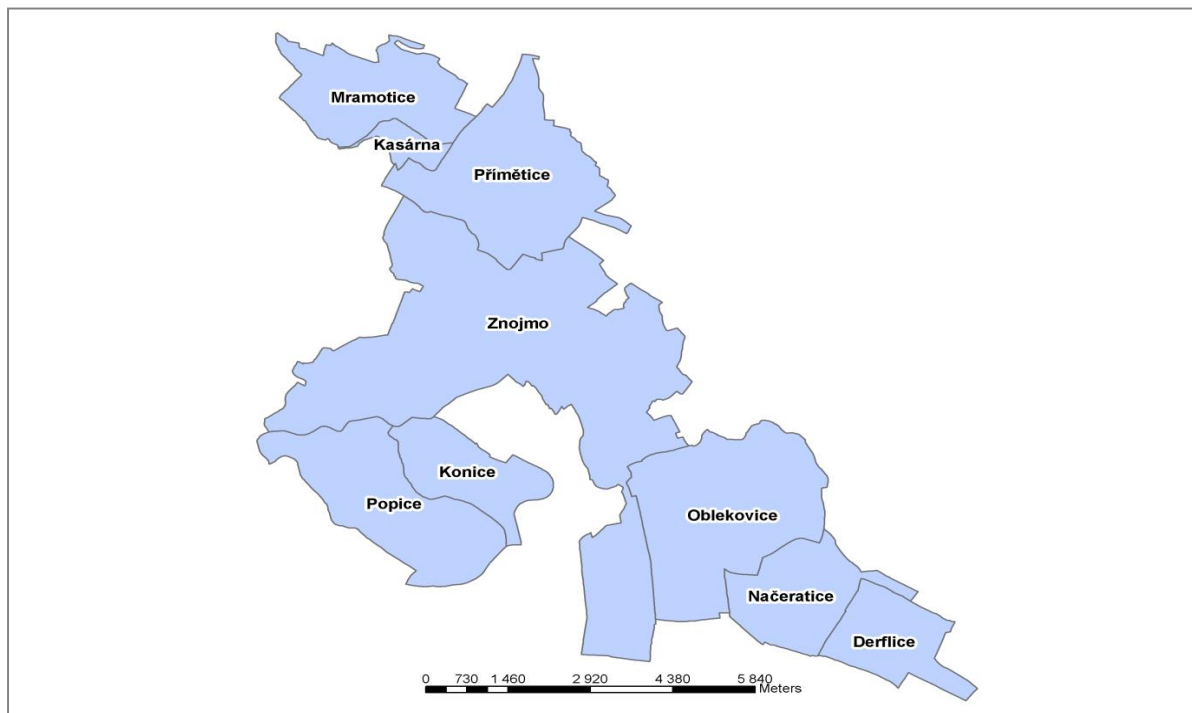 Mramotice
Kasárna
Přímětice
Znojmo
Konice
Popice
Oblekovice
Načeratice
Derflice
0 730 1 460 2 920 4 380 5 840
Meters